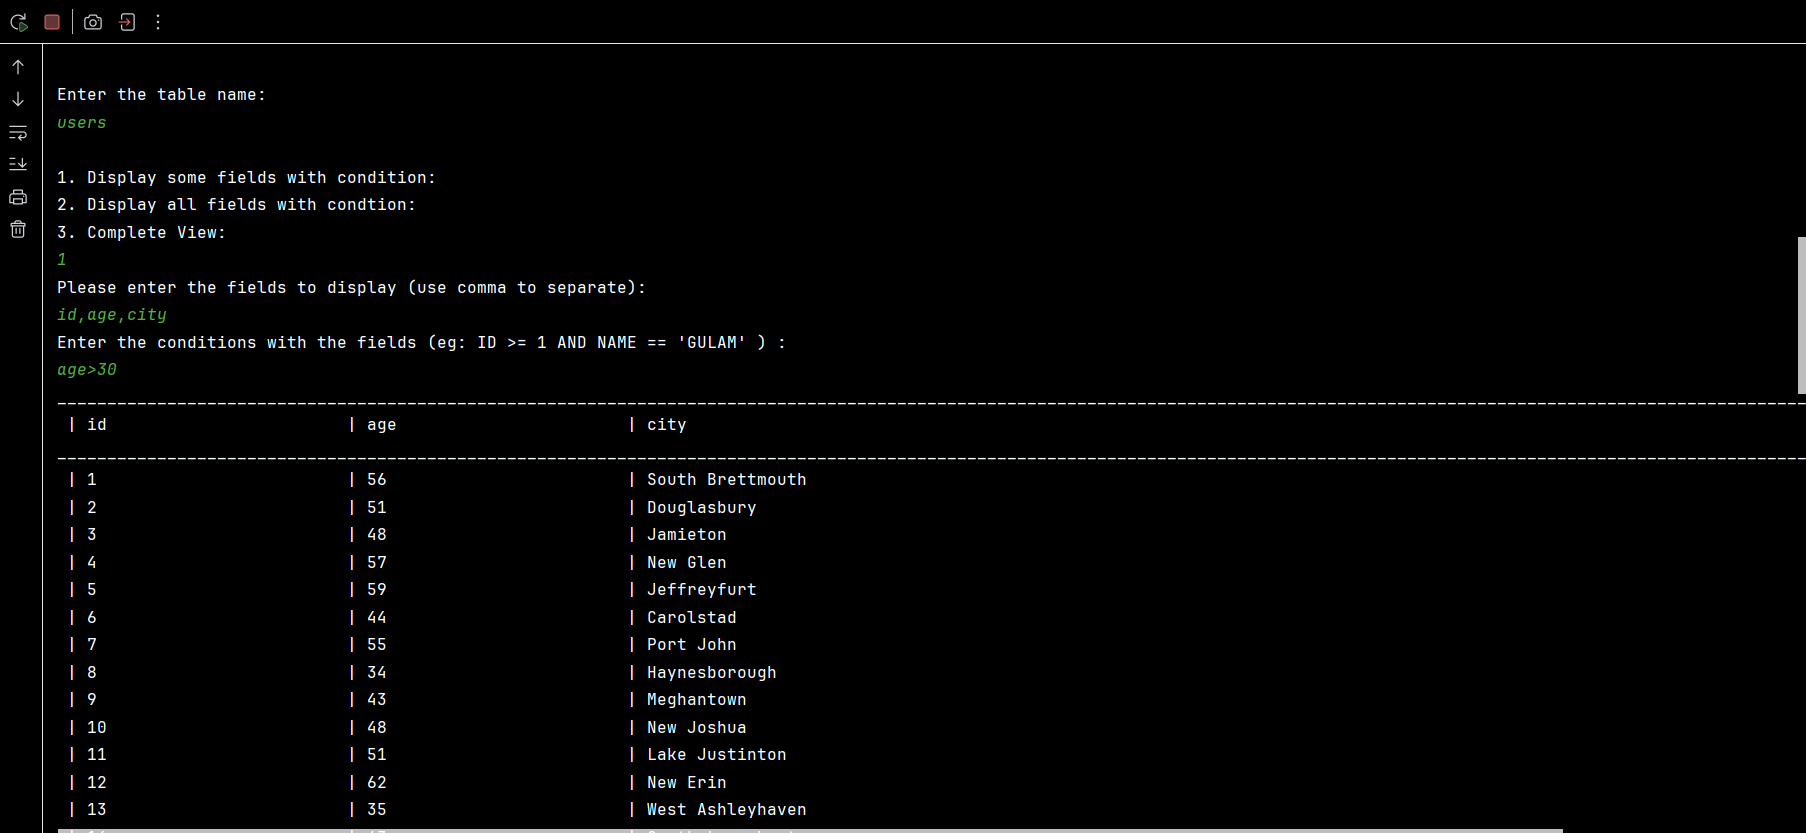 Enter the table name:
users
1. Display some fields with condition:
2. Display all fields with condtion:
3. Complete View:
1
Please enter the fields to display (use comma to separate):
id,age,city
Enter the conditions with the fields (eg: ID >= 1 AND NAME == 'GULAM' ) :
age>30
| id | age | city
| 1 | 56 | South Brettmouth
| 2 | 51 | Douglasbury
| 3 | 48 | Jamieton
| 4 | 57 | New Glen
| 5 | 59 | Jeffreyfurt
| 6 | 44 | Carolstad
| 7 | 55 | Port John
| 8 | 34 | Haynesborough
| 9 | 43 | Meghantown
| 10 | 48 | New Joshua
| 11 | 51 | Lake Justinton
| 12 | 62 | New Erin
| 13 | 35 | West Ashleyhaven